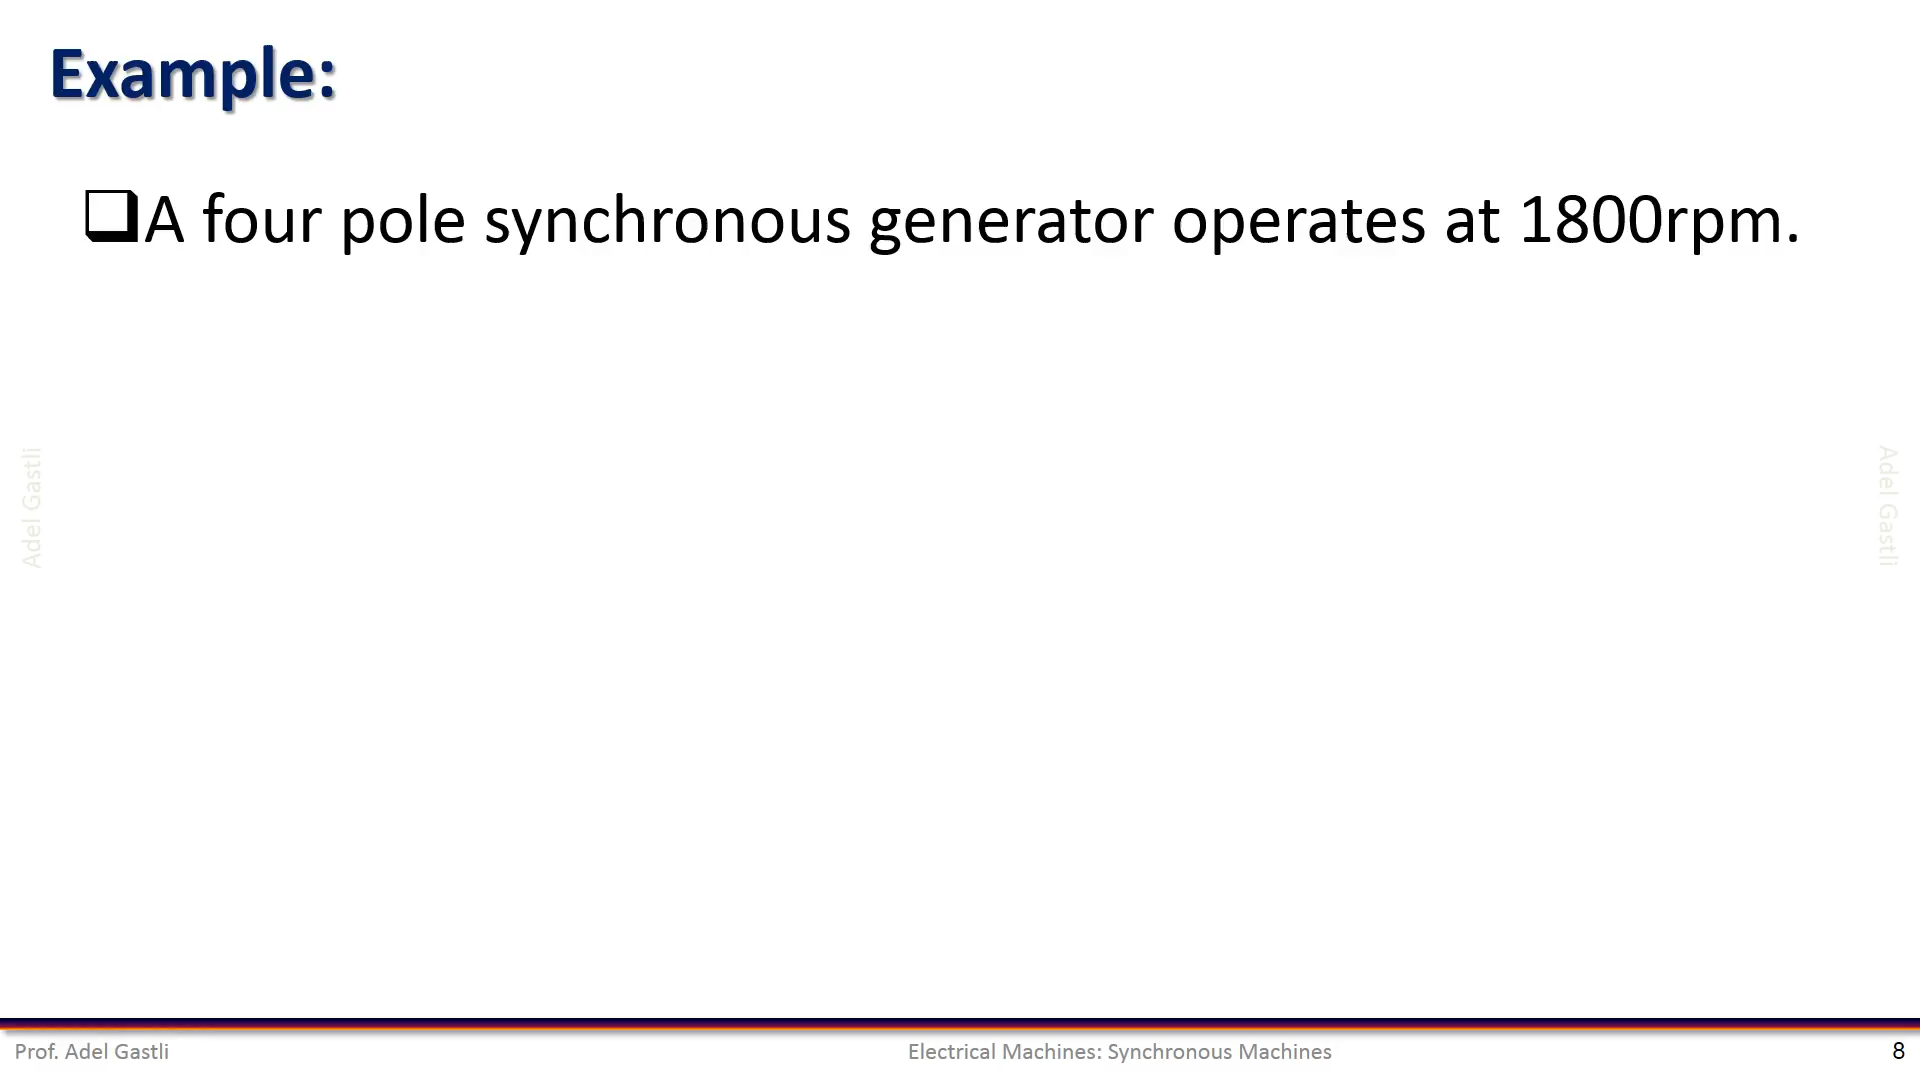 Example:
❑A four pole synchronous generator operates at 1800rpm.
Adel Gastli
Adel Gastli
Prof. Adel Gastli
Electrical Machines: Synchronous Machines
8